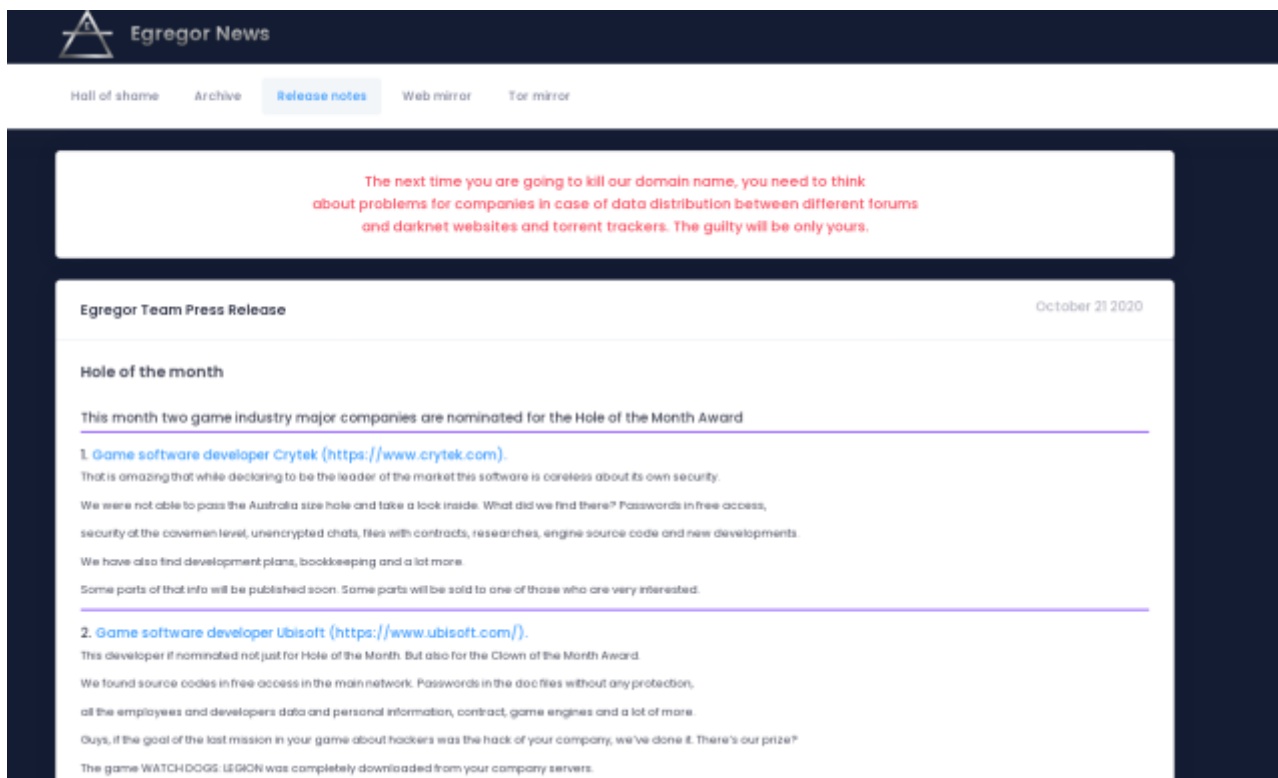 Egregor News
Hall of shame Archive Release notes Web mirror Tor mirror
The next time you are going to kill our domain name, you need to think
about problems for companies in case of data distribution between different forums
and darknet websites and torrent trackers. The guilty will be only yours.
Egregor Team Press Release October 21 2020
Hole of the month
This month two game industry major companies are nominated for the Hole of the Month Award
1. Game software developer Crytek (https://www.crytek.com).
That is amazing that while declaring to be the leader of the market this software is careless about its own security.
We were not able to pass the Australia size hole and take a look inside. What did we find there? Passwords in free access,
security at the cavemen level, unencrypted chats, files with contracts, researches, engine source code and new developments.
We have also find development plans, bookkeeping and a lot more.
Some parts of that info will be published soon. Some parts will be sold to one of those who are very interested.
2. Game software developer Ubisoft (https://www.ubisoft.com/).
This developer if nominated not just for Hole of the Month. But also for the Clown of the Month Award.
We found source codes in free access in the main network. Passwords in the doc files without any protection,
all the employees and developers data and personal information, contract, game engines and a lot of more.
Guys, if the goal of the last mission in your game about hackers was the hack of your company, we've done it. There's our prize?
The game WATCH DOGS: LEGION was completely downloaded from your company servers.